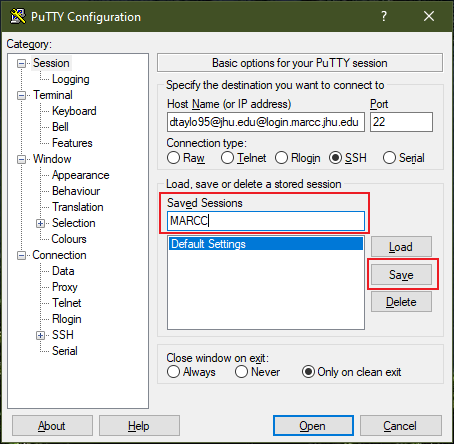 PuTTY Configuration
?
Category:
Session
Logging
Terminal
Keyboard
Bell
Features
Window
Appearance
Behaviour
Translation
Selection
Colours
Connection
Data
Proxy
Telnet
Rlogin
SSH
Serial
Basic options for your PuTTY session
Specify the destination you want to connect to
Host Name (or IP address) Port
dtaylo95@jhu.edu@login.marcc.jhu.edu 22
Connection type:
Raw Telnet Rlogin SSH Serial
Load, save or delete a stored session
Saved Sessions
MARCC
Default Settings
Load
Save
Delete
Close window on exit:
Always Never Only on clean exit
About Help Open Cancel